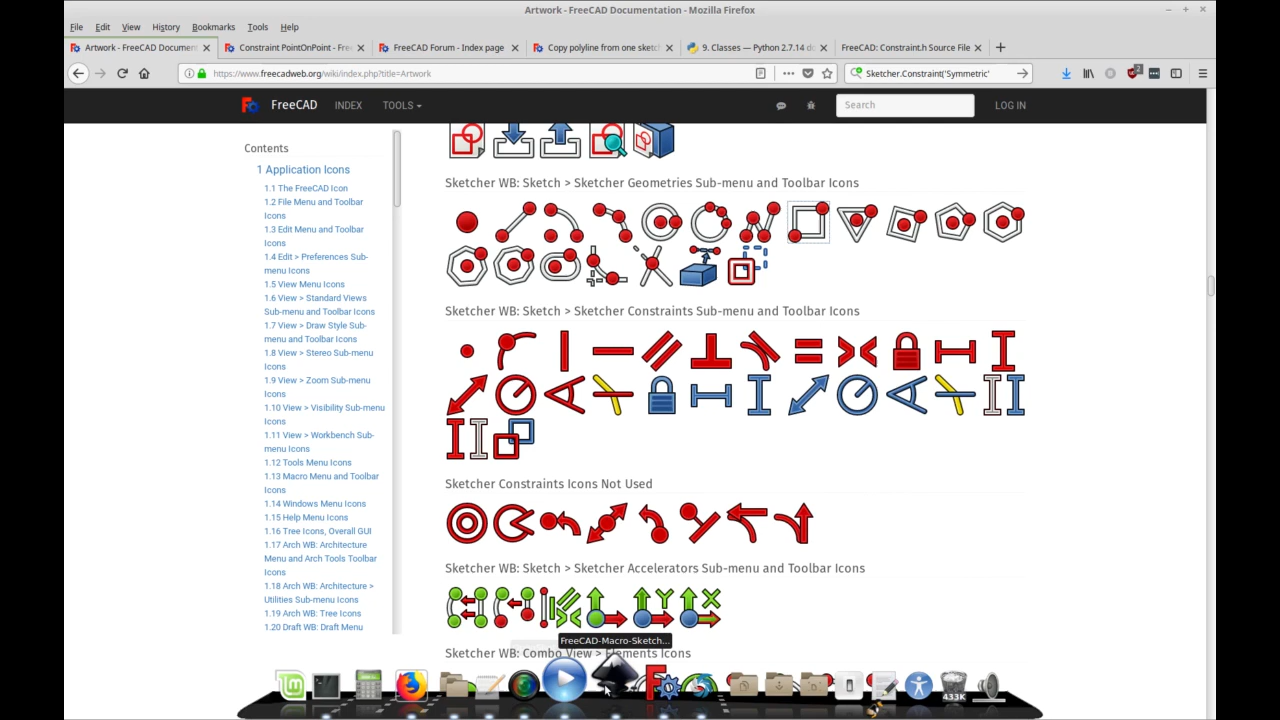 Artwork - FreeCAD Documentation - Mozilla Firefox
File Edit View History Bookmarks Tools Help
Artwork - FreeCAD Documen
Constraint PointOnPoint - Fre
FreeCAD Forum - Index page
Copy polyline from one sketc
9. Classes — Python 2.7.14 d
FreeCAD: Constraint.h Source File
https://www.freecadweb.org/wiki/index.php?title=Artwork
Sketcher.Constraint('Symmetric'
2
FreeCAD INDEX TOOLS Search LOG IN
Contents
1 Application Icons
1.1 The FreeCAD Icon
1.2 File Menu and Toolbar
Icons
1.3 Edit Menu and Toolbar
Icons
1.4 Edit > Preferences Sub-
menu Icons
1.5 View Menu Icons
1.6 View > Standard Views
Sub-menu and Toolbar Icons
1.7 View > Draw Style Sub-
menu and Toolbar Icons
1.8 View > Stereo Sub-menu
Icons
1.9 View > Zoom Sub-menu
Icons
1.10 View > Visibility Sub-menu
Icons
1.11 View > Workbench Sub-
menu Icons
1.12 Tools Menu Icons
1.13 Macro Menu and Toolbar
Icons
1.14 Windows Menu Icons
1.15 Help Menu Icons
1.16 Tree Icons, Overall GUI
1.17 Arch WB: Architecture
Menu and Arch Tools Toolbar
Icons
1.18 Arch WB: Architecture >
Utilities Sub-menu Icons
1.19 Arch WB: Tree Icons
1.20 Draft WB: Draft Menu
Sketcher WB: Sketch > Sketcher Geometries Sub-menu and Toolbar Icons
Sketcher WB: Sketch > Sketcher Constraints Sub-menu and Toolbar Icons
Sketcher Constraints Icons Not Used
Sketcher WB: Sketch > Sketcher Accelerators Sub-menu and Toolbar Icons
Y X
FreeCAD-Macro-Sketch...
Sketcher WB: Combo View > Elements Icons
433K